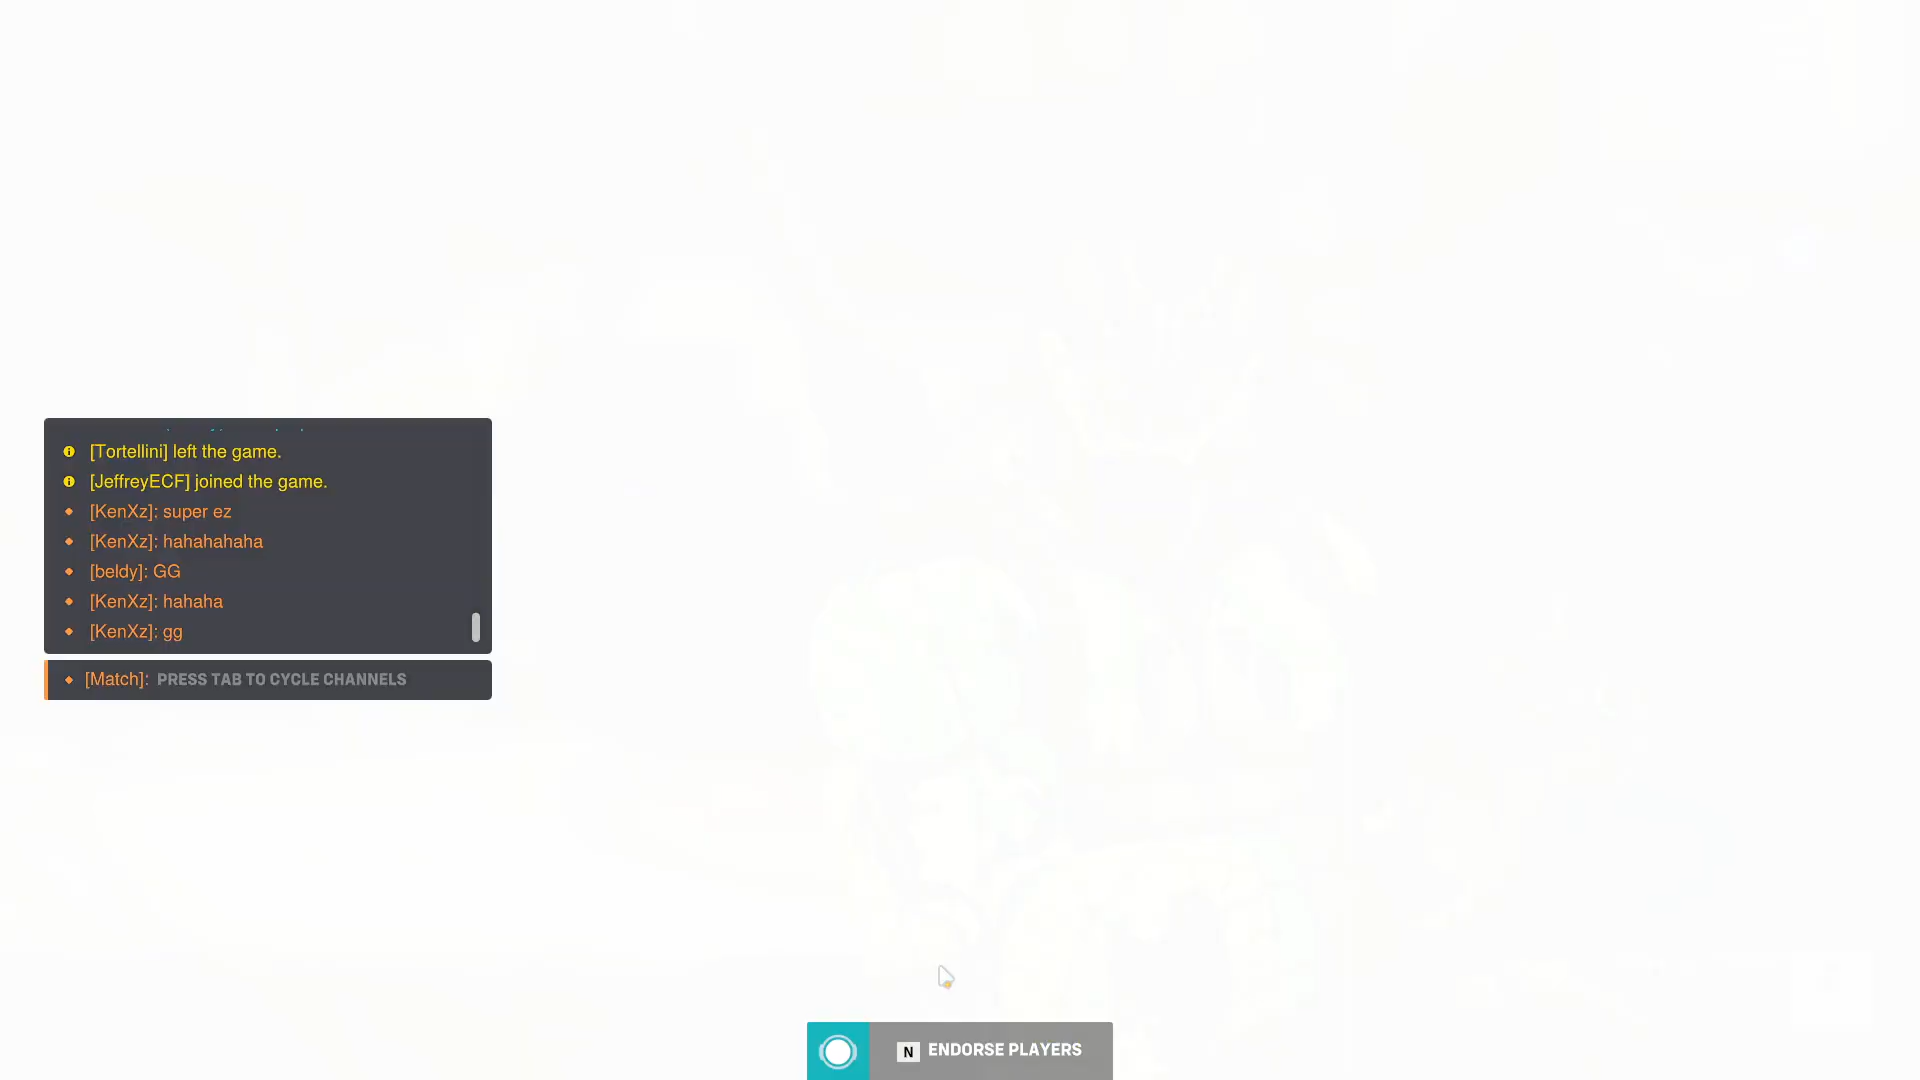 [Tortellini] left the game.
[JeffreyECF] joined the game.
[KenXz]: super ez
[KenXz]: hahahahaha
[beldy]: GG
[KenXz]: hahaha
[KenXz]: gg
[Match]: PRESS TAB TO CYCLE CHANNELS
N ENDORSE PLAYERS